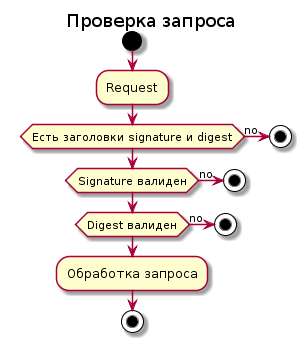 Проверка запроса
Request
Есть заголовки signature и digest
no
Signature валиден
no
Digest валиден
no
Обработка запроса